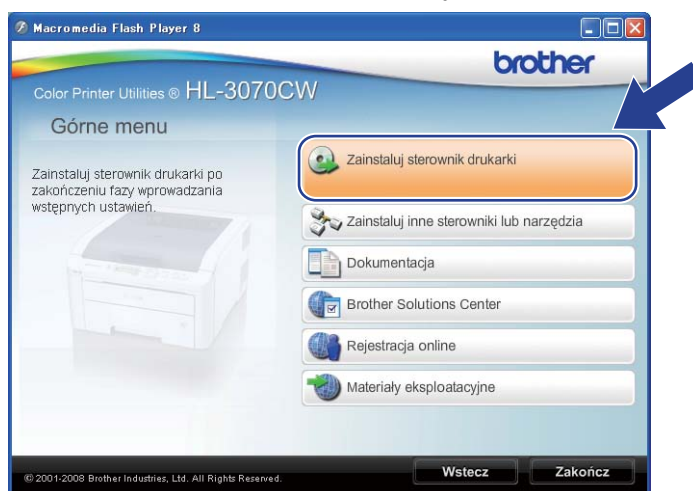 Macromedia Flash Player 8
brother
Color Printer Utilities ® HL-3070CW
Górne menu
Zainstaluj sterownik drukarki po
zakończeniu fazy wprowadzania
wstępnych ustawień.
Zainstaluj sterownik drukarki
Zainstaluj inne sterowniki lub narzędzia
Dokumentacja
Brother Solutions Center
Rejestracja online
Materiały eksploatacyjne
© 2001-2008 Brother Industries, Ltd. All Rights Reserved.
Wstecz
Zakończ